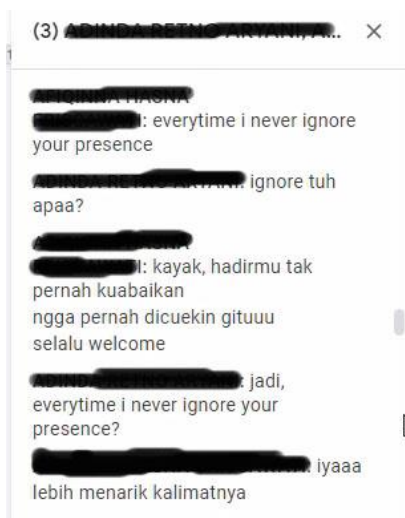 (3)
: everytime i never ignore
your presence
ignore tuh
apaa?
: kayak, hadirmu tak
pernah kuabaikan
ngga pernah dicuekin gituuu
selalu welcome
: jadi,
everytime i never ignore your
presence?
iyaaa
lebih menarik kalimatnya